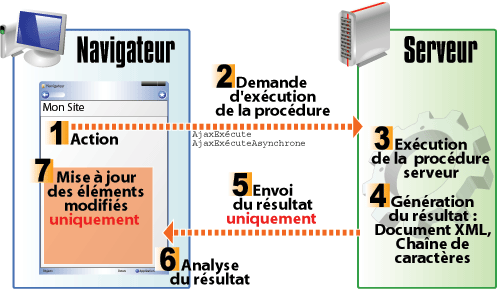 Navigateur
Serveur
Navigateur
Mon Site
1 Action
2 Demande
d'exécution
de la procédure
AjaxExécute
AjaxExécuteAsynchrone
3 Exécution
de la procédure
serveur
4 Génération
du résultat :
Document XML,
Chaîne de
caractères
5 Envoi
du résultat
uniquement
6 Analyse
du résultat
7 Mise à jour
des éléments
modifiés
uniquement